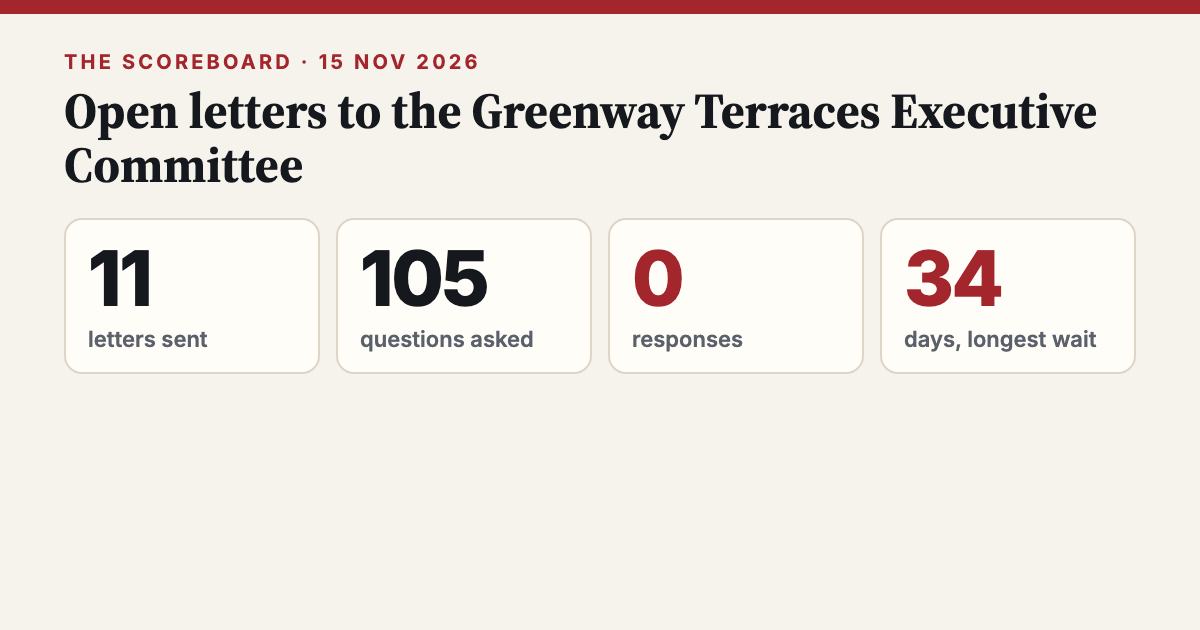 THE SCOREBOARD · 15 NOV 2026
Open letters to the Greenway Terraces Executive
Committee
11
letters sent
105
questions asked
0
responses
34
days, longest wait